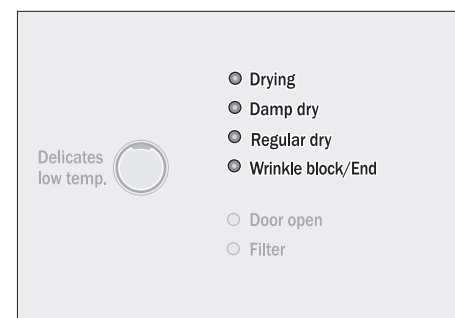 Drying
Damp dry
Regular dry
Wrinkle block/End
Delicates
low temp.
Door open
Filter